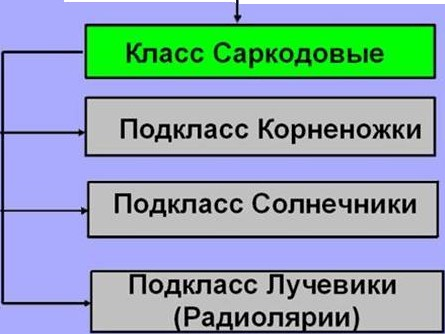 Класс Саркодовые
Подкласс Корненожки
Подкласс Солнечники
Подкласс Лучевики
(Радиолярии)